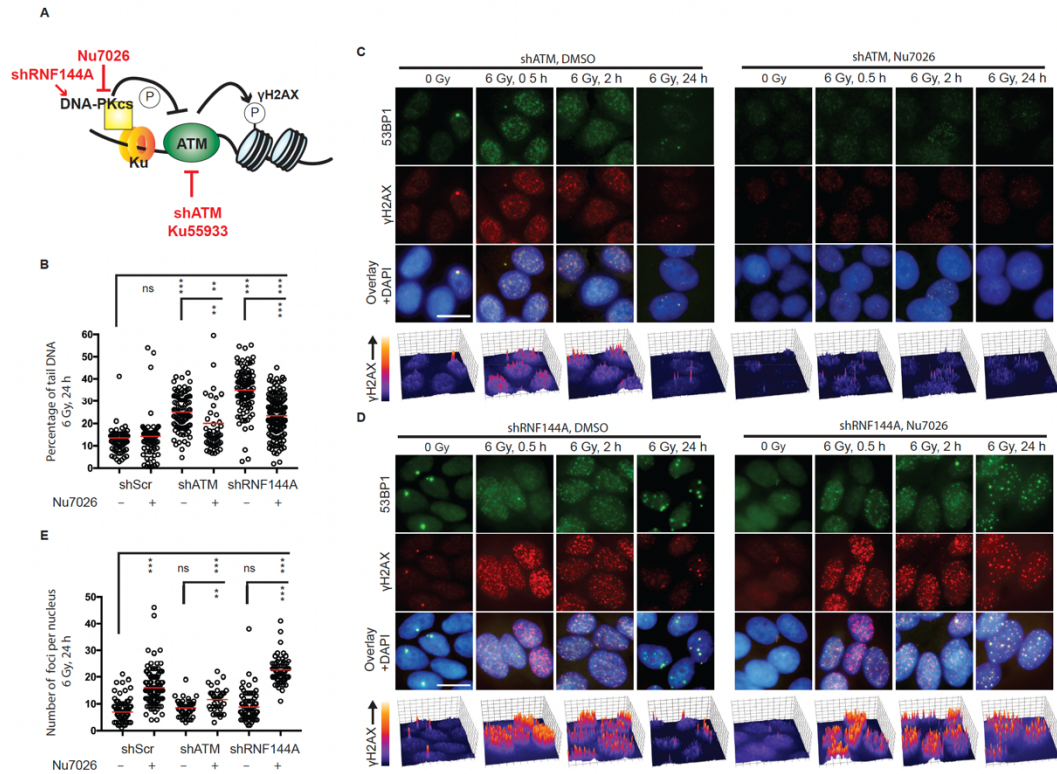 A
Nu7026
shRNF144A
DNA-PKcs
P
γH2AX
P
ATM
Ku
shATM
Ku55933
B
ns
****
**
**
****
****
****
Percentage of tail DNA
6 Gy, 24 h
60
50
40
30
20
10
0
shScr shATM shRNF144A
Nu7026 – + – + – +
C
shATM, DMSO
0 Gy 6 Gy, 0.5 h 6 Gy, 2 h 6 Gy, 24 h
shATM, Nu7026
0 Gy 6 Gy, 0.5 h 6 Gy, 2 h 6 Gy, 24 h
53BP1
γH2AX
Overlay
+DAPI
γH2AX
D
shRNF144A, DMSO
0 Gy 6 Gy, 0.5 h 6 Gy, 2 h 6 Gy, 24 h
shRNF144A, Nu7026
0 Gy 6 Gy, 0.5 h 6 Gy, 2 h 6 Gy, 24 h
53BP1
γH2AX
Overlay
+DAPI
γH2AX
E
ns
ns
Number of foci per nucleus
6 Gy, 24 h
50
40
30
20
10
0
shScr shATM shRNF144A
Nu7026 – + – + – +